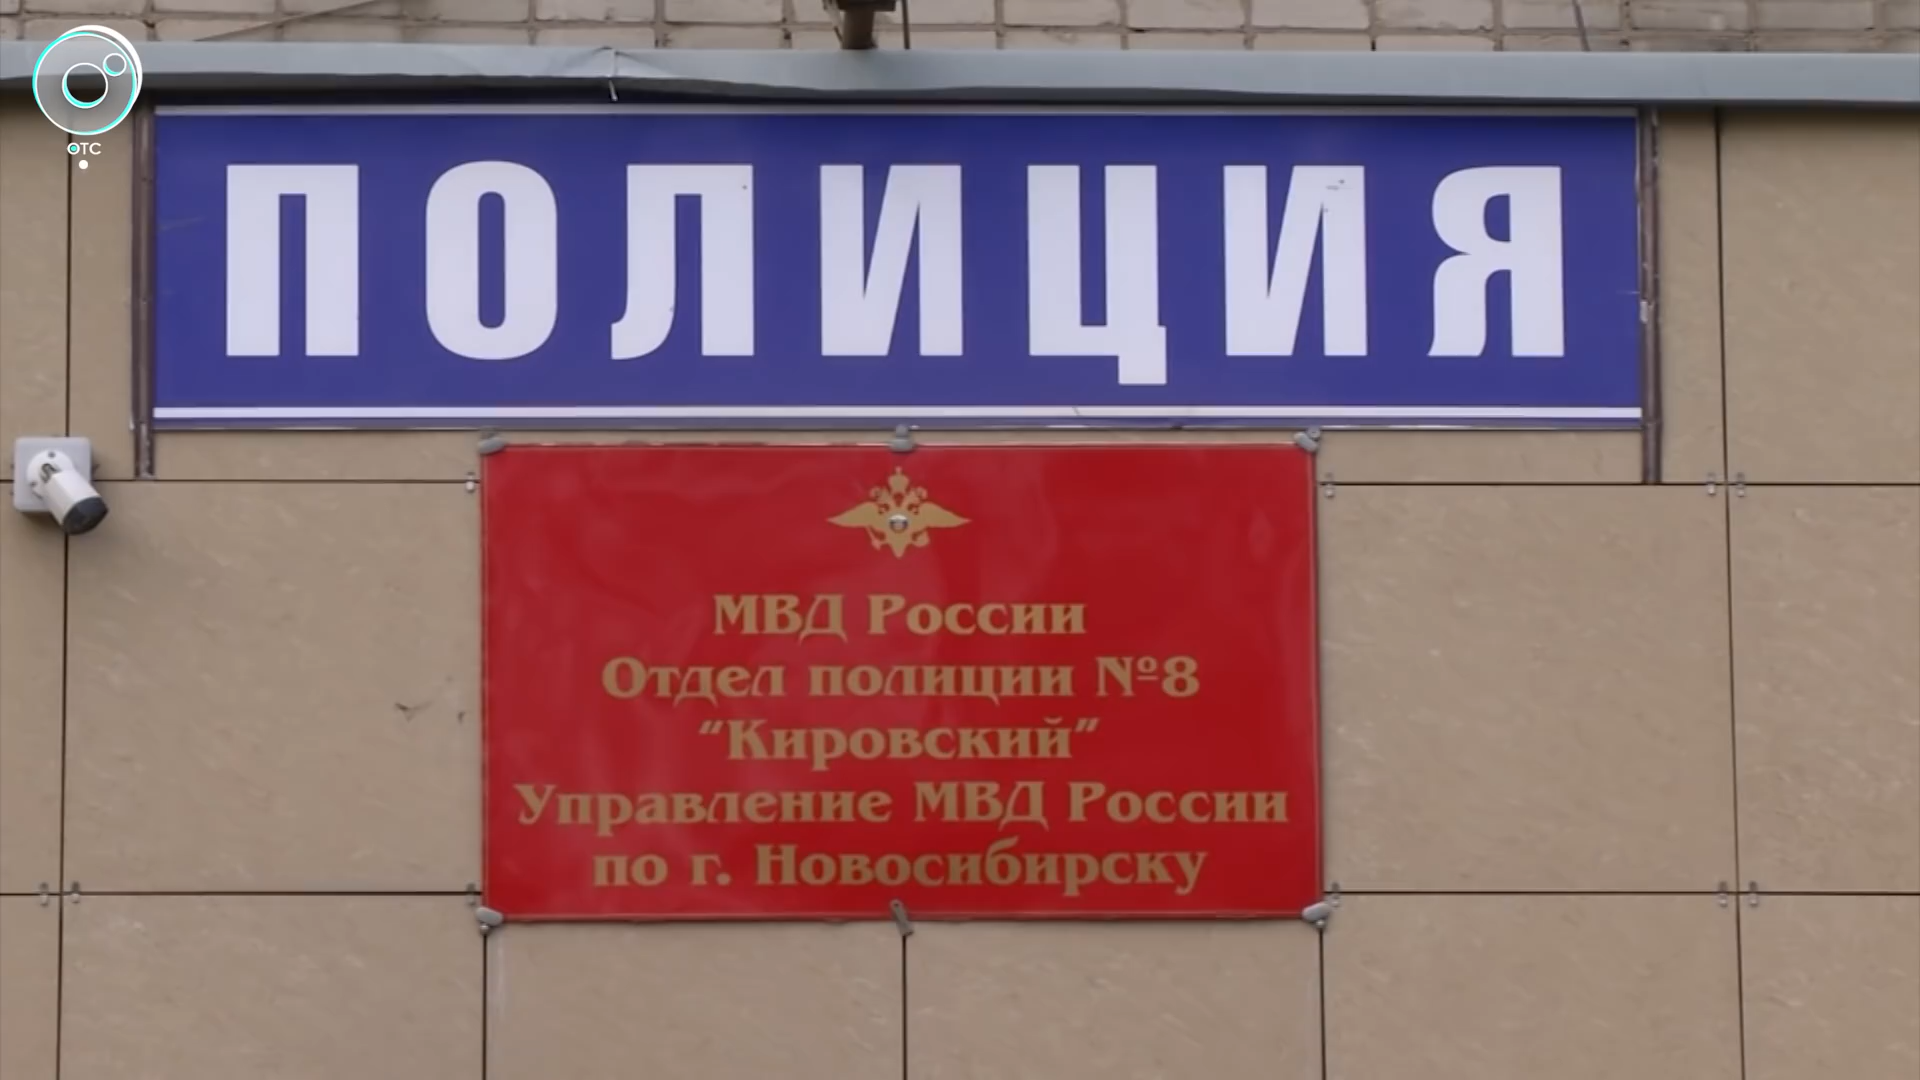 ОТС
ПОЛИЦИЯ
МВД России
Отдел полиции №8
"Кировский"
Управление МВД России
по г. Новосибирску